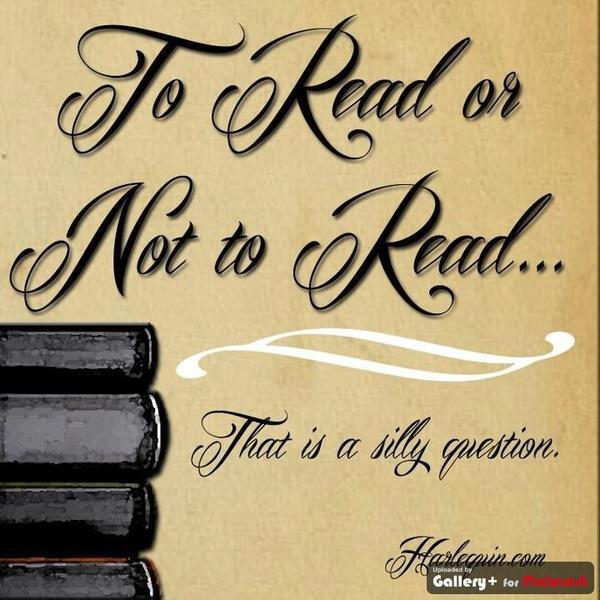 To Read or
Not to Read...
That is a silly question.
Harlequin.com
Uploaded by
Gallery+ for Pinterest